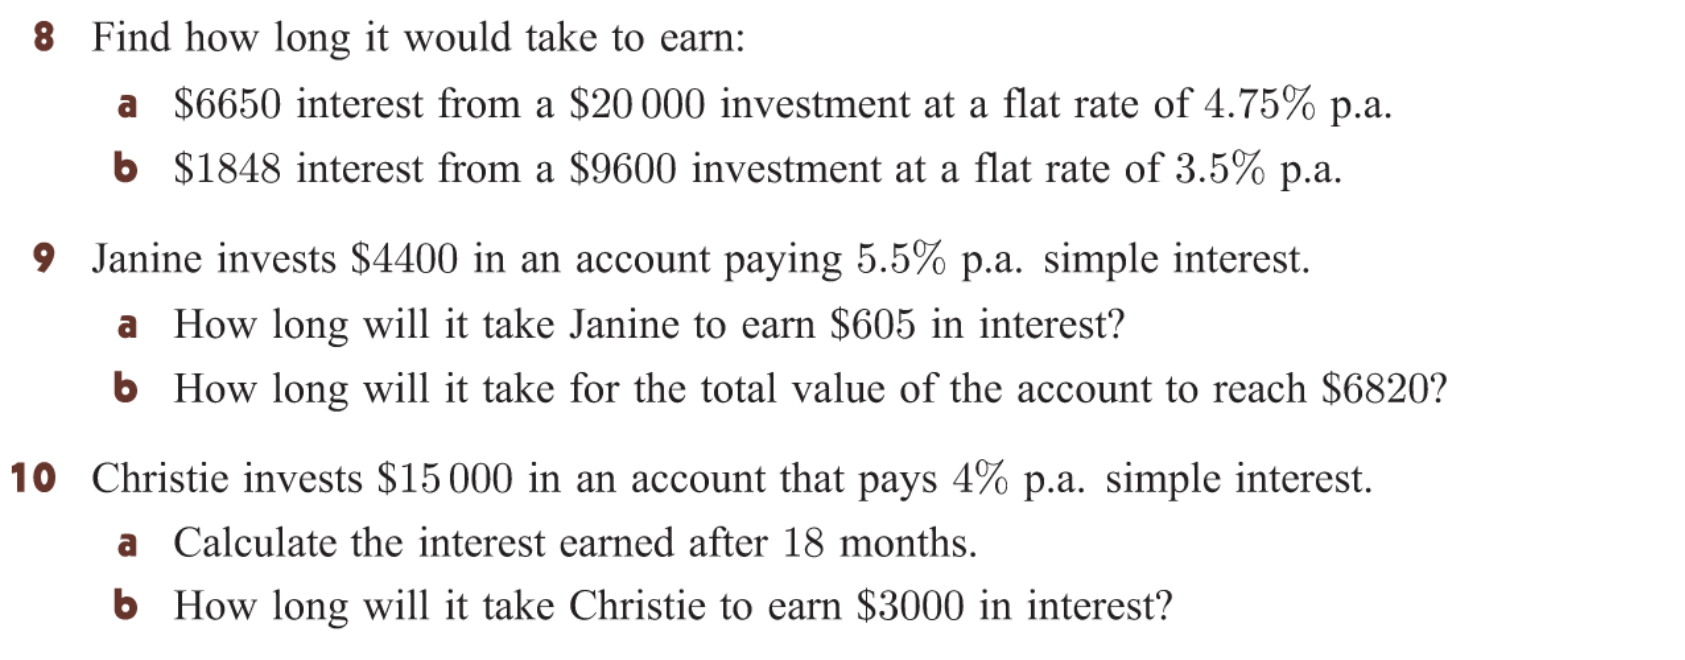 8 Find how long it would take to earn:
a $6650 interest from a $20 000 investment at a flat rate of 4.75% p.a.
b $1848 interest from a $9600 investment at a flat rate of 3.5% p.a.
9 Janine invests $4400 in an account paying 5.5% p.a. simple interest.
a How long will it take Janine to earn $605 in interest?
b How long will it take for the total value of the account to reach $6820?
10 Christie invests $15 000 in an account that pays 4% p.a. simple interest.
a Calculate the interest earned after 18 months.
b How long will it take Christie to earn $3000 in interest?